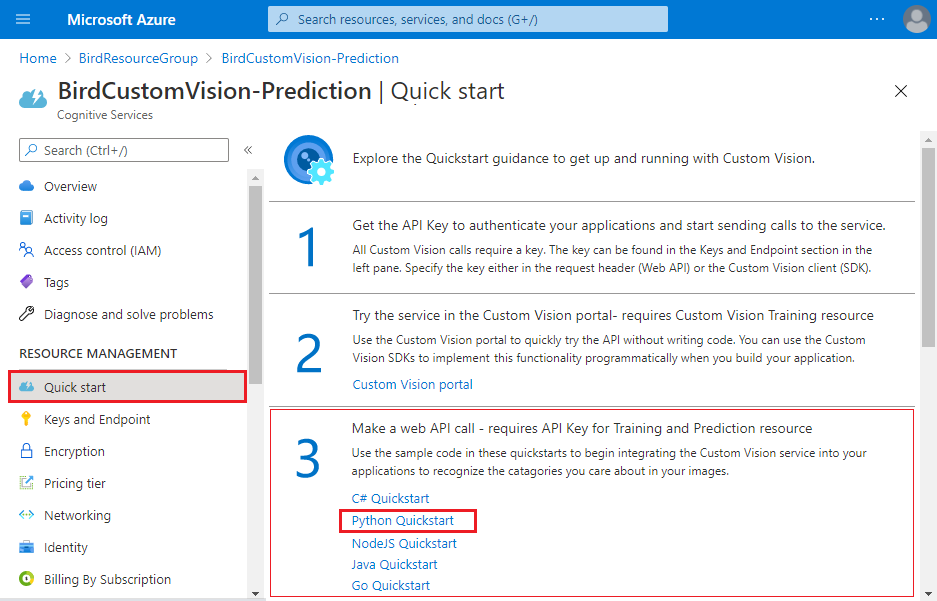 Microsoft Azure
Search resources, services, and docs (G+/)
Home > BirdResourceGroup > BirdCustomVision-Prediction
BirdCustomVision-Prediction | Quick start
Cognitive Services
Search (Ctrl+/)
Overview
Activity log
Access control (IAM)
Tags
Diagnose and solve problems
RESOURCE MANAGEMENT
Quick start
Keys and Endpoint
Encryption
Pricing tier
Networking
Identity
Billing By Subscription
Explore the Quickstart guidance to get up and running with Custom Vision.
1
Get the API Key to authenticate your applications and start sending calls to the service.
All Custom Vision calls require a key. The key can be found in the Keys and Endpoint section in the
left pane. Specify the key either in the request header (Web API) or the Custom Vision client (SDK).
2
Try the service in the Custom Vision portal- requires Custom Vision Training resource
Use the Custom Vision portal to quickly try the API without writing code. You can use the Custom
Vision SDKs to implement this functionality programmatically when you build your application.
Custom Vision portal
3
Make a web API call - requires API Key for Training and Prediction resource
Use the sample code in these quickstarts to begin integrating the Custom Vision service into your
applications to recognize the catagories you care about in your images.
C# Quickstart
Python Quickstart
NodeJS Quickstart
Java Quickstart
Go Quickstart